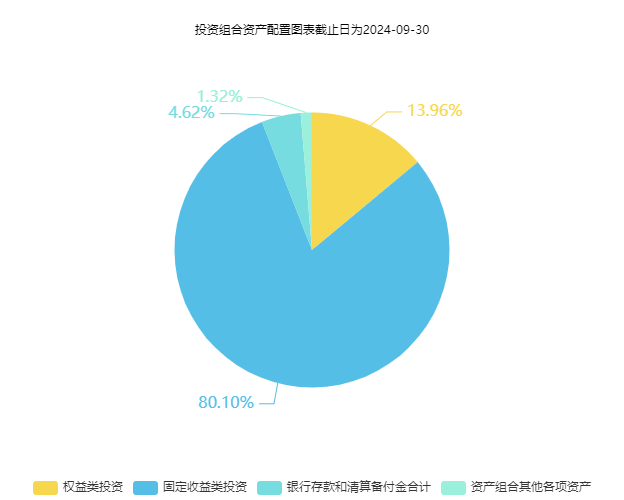 投资组合资产配置图表截止日为2024-09-30
1.32%
4.62%
13.96%
80.10%
权益类投资 固定收益类投资 银行存款和清算备付金合计 资产组合其他各项资产